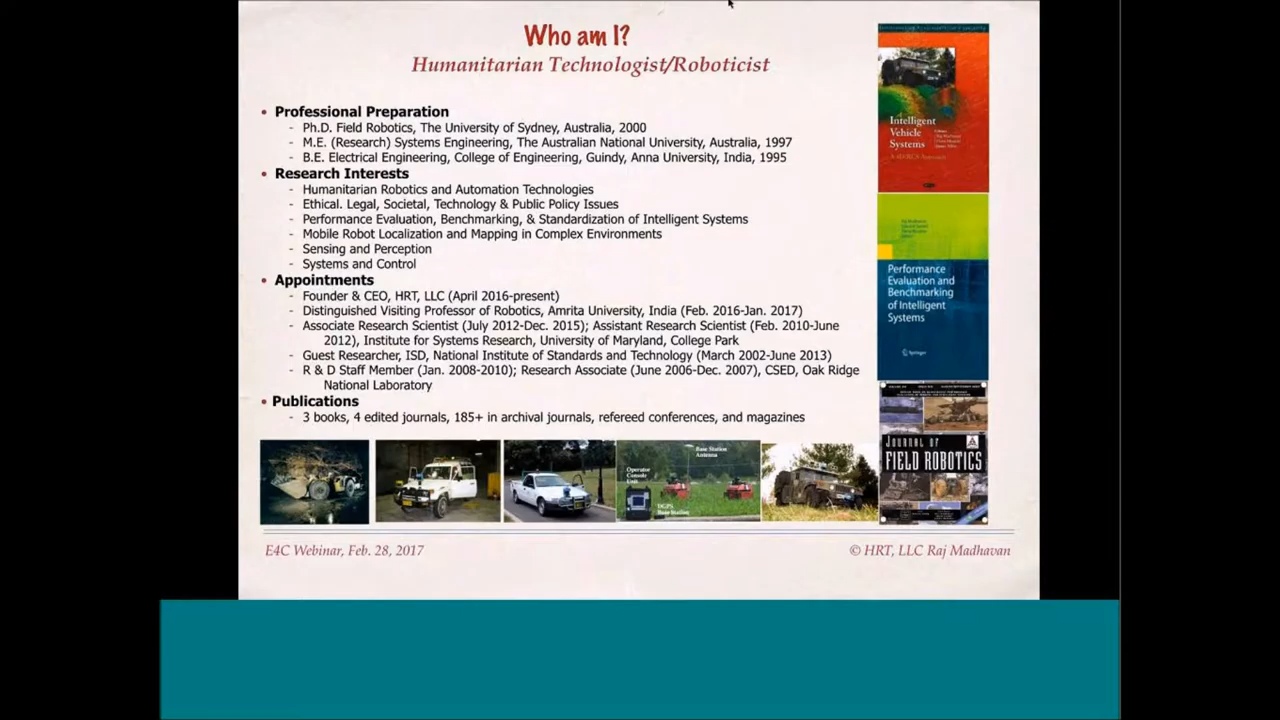 Who am I?
Humanitarian Technologist/Roboticist
• Professional Preparation
- Ph.D. Field Robotics, The University of Sydney, Australia, 2000
- M.E. (Research) Systems Engineering, The Australian National University, Australia, 1997
- B.E. Electrical Engineering, College of Engineering, Guindy, Anna University, India, 1995
• Research Interests
- Humanitarian Robotics and Automation Technologies
- Ethical. Legal, Societal, Technology & Public Policy Issues
- Performance Evaluation, Benchmarking, & Standardization of Intelligent Systems
- Mobile Robot Localization and Mapping in Complex Environments
- Sensing and Perception
- Systems and Control
• Appointments
- Founder & CEO, HRT, LLC (April 2016-present)
- Distinguished Visiting Professor of Robotics, Amrita University, India (Feb. 2016-Jan. 2017)
- Associate Research Scientist (July 2012-Dec. 2015); Assistant Research Scientist (Feb. 2010-June
2012), Institute for Systems Research, University of Maryland, College Park
- Guest Researcher, ISD, National Institute of Standards and Technology (March 2002-June 2013)
- R & D Staff Member (Jan. 2008-2010); Research Associate (June 2006-Dec. 2007), CSED, Oak Ridge
National Laboratory
• Publications
- 3 books, 4 edited journals, 185+ in archival journals, refereed conferences, and magazines
Intelligent
Vehicle
Systems
Performance
Evaluation and
Benchmarking
of Intelligent
Systems
Springer
JOURNAL OF
FIELD ROBOTICS
Operator
Console
Unit
Base Station
Antenna
DGPS
Base Station
E4C Webinar, Feb. 28, 2017
© HRT, LLC Raj Madhavan